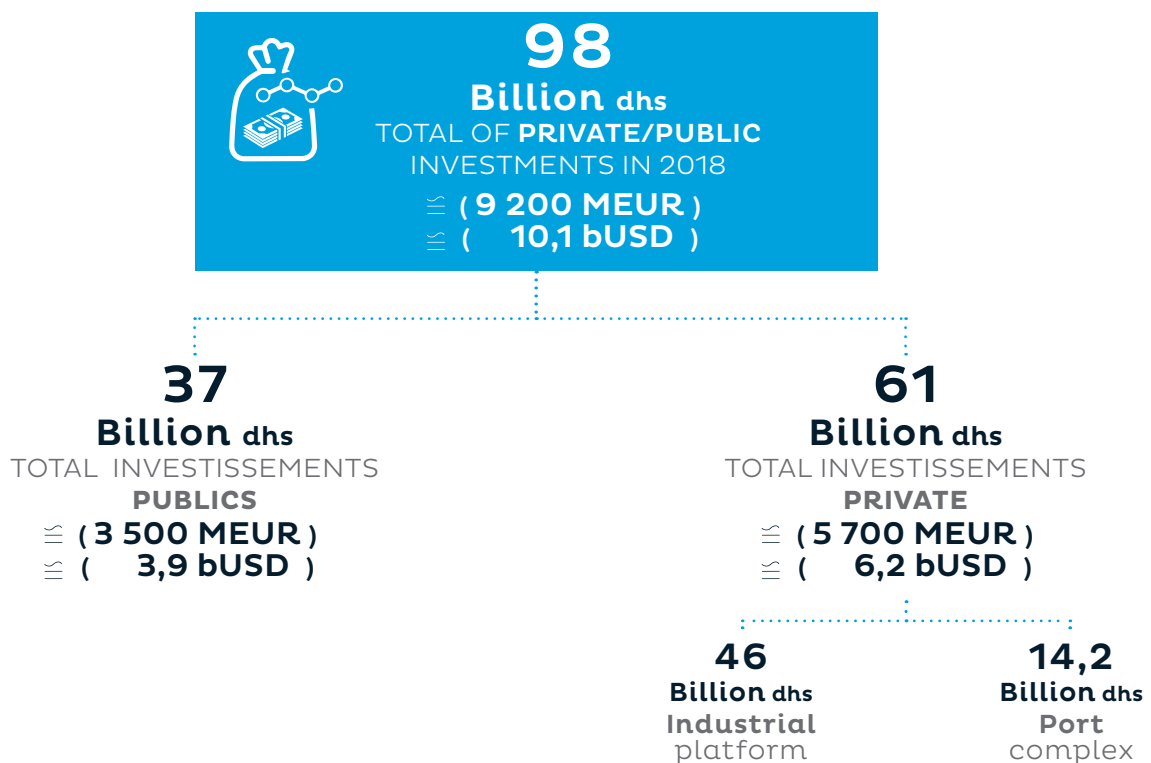 98
Billion dhs
TOTAL OF PRIVATE/PUBLIC
INVESTMENTS IN 2018
≌ ( 9 200 MEUR )
≌ ( 10,1 bUSD )
37
Billion dhs
TOTAL INVESTISSEMENTS
PUBLICS
≌ ( 3 500 MEUR )
≌ ( 3,9 bUSD )
61
Billion dhs
TOTAL INVESTISSEMENTS
PRIVATE
≌ ( 5 700 MEUR )
≌ ( 6,2 bUSD )
46
Billion dhs
Industrial
platform
14,2
Billion dhs
Port
complex